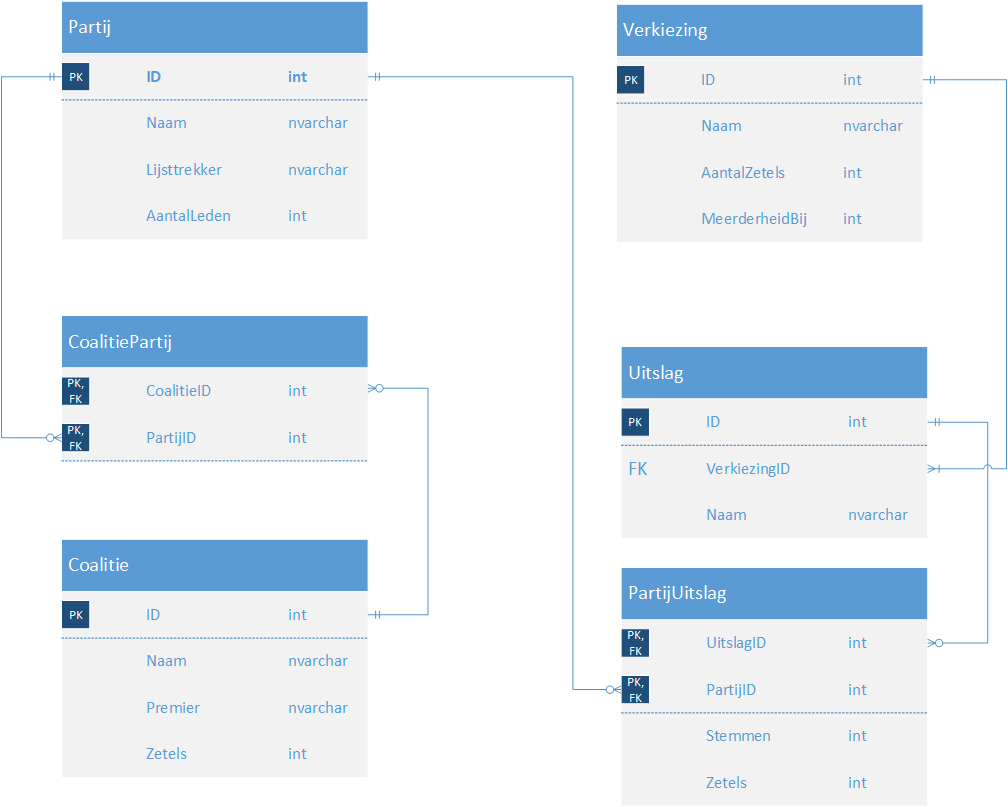 Partij
PK ID int
Naam nvarchar
Lijsttrekker nvarchar
AantalLeden int
Verkiezing
PK ID int
Naam nvarchar
AantalZetels int
MeerderheidBij int
CoalitiePartij
PK, FK CoalitieID int
PK, FK PartijID int
Uitslag
PK ID int
FK VerkiezingID
Naam nvarchar
Coalitie
PK ID int
Naam nvarchar
Premier nvarchar
Zetels int
PartijUitslag
PK, FK UitslagID int
PK, FK PartijID int
Stemmen int
Zetels int